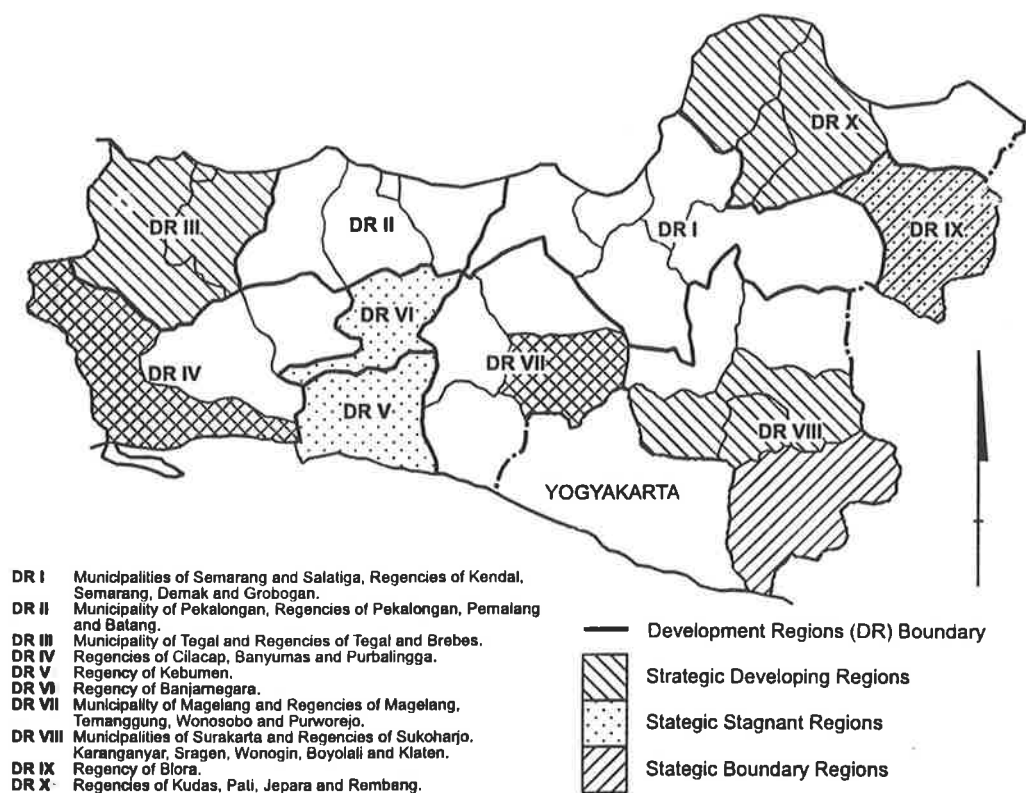 DR X
DR III
DR II
DR I
DR IX
DR VI
DR IV
DR VII
DR V
DR VIII
YOGYAKARTA
DR I Municipalities of Semarang and Salatiga, Regencies of Kendal,
Semarang, Demak and Grobogan.
DR II Municipality of Pekalongan, Regencies of Pekalongan, Pemalang
and Batang.
DR III Municipality of Tegal and Regencies of Tegal and Brebes.
DR IV Regencies of Cilacap, Banyumas and Purbalingga.
DR V Regency of Kebumen.
DR VI Regency of Banjarnegara.
DR VII Municipality of Magelang and Regencies of Magelang,
Temanggung, Wonosobo and Purworejo.
DR VIII Municipalities of Surakarta and Regencies of Sukoharjo,
Karanganyar, Sragen, Wonogin, Boyolali and Klaten.
DR IX Regency of Blora.
DR X Regencies of Kudas, Pati, Jepara and Rembang.
Development Regions (DR) Boundary
Strategic Developing Regions
Stategic Stagnant Regions
Stategic Boundary Regions